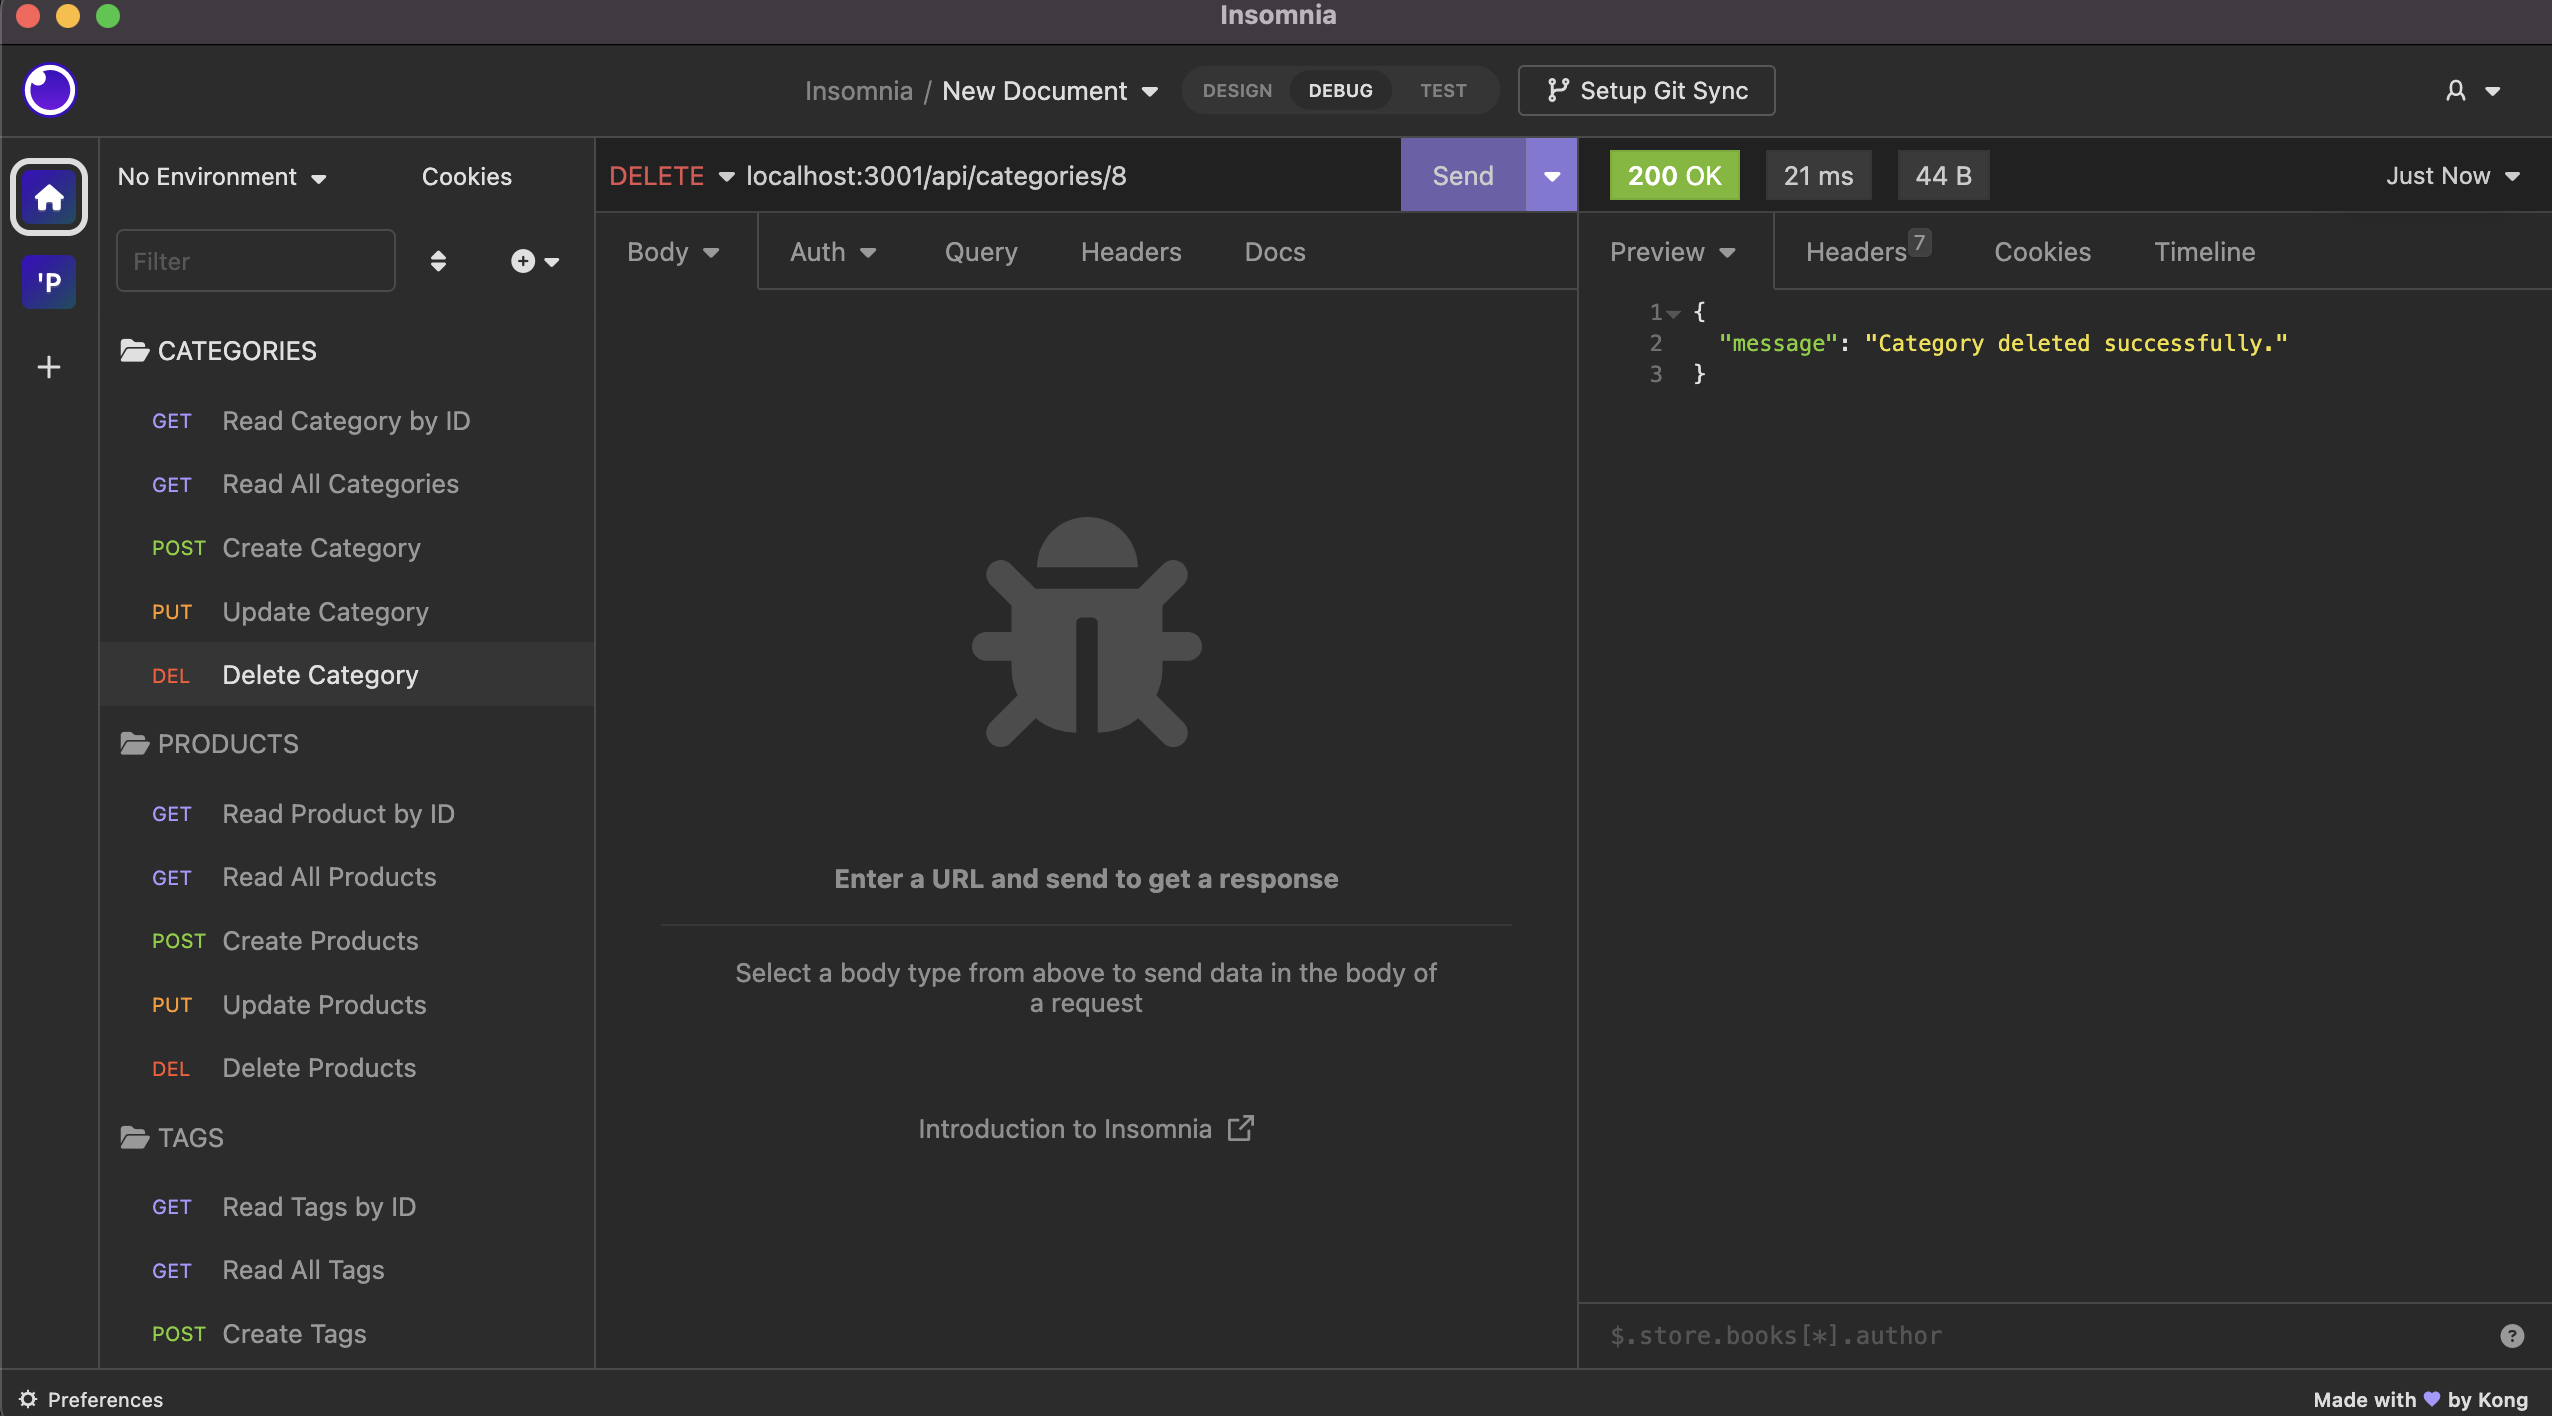 Insomnia
Insomnia / New Document
DESIGN DEBUG TEST
Setup Git Sync
'P
No Environment
Cookies
Filter
CATEGORIES
GET Read Category by ID
GET Read All Categories
POST Create Category
PUT Update Category
DEL Delete Category
PRODUCTS
GET Read Product by ID
GET Read All Products
POST Create Products
PUT Update Products
DEL Delete Products
TAGS
GET Read Tags by ID
GET Read All Tags
POST Create Tags
DELETE localhost:3001/api/categories/8
Send
Body Auth Query Headers Docs
Enter a URL and send to get a response
Select a body type from above to send data in the body of
a request
Introduction to Insomnia
200 OK 21 ms 44 B Just Now
Preview Headers 7 Cookies Timeline
1 {
2 "message": "Category deleted successfully."
3 }
$.store.books[*].author
?
Preferences
Made with 💜 by Kong